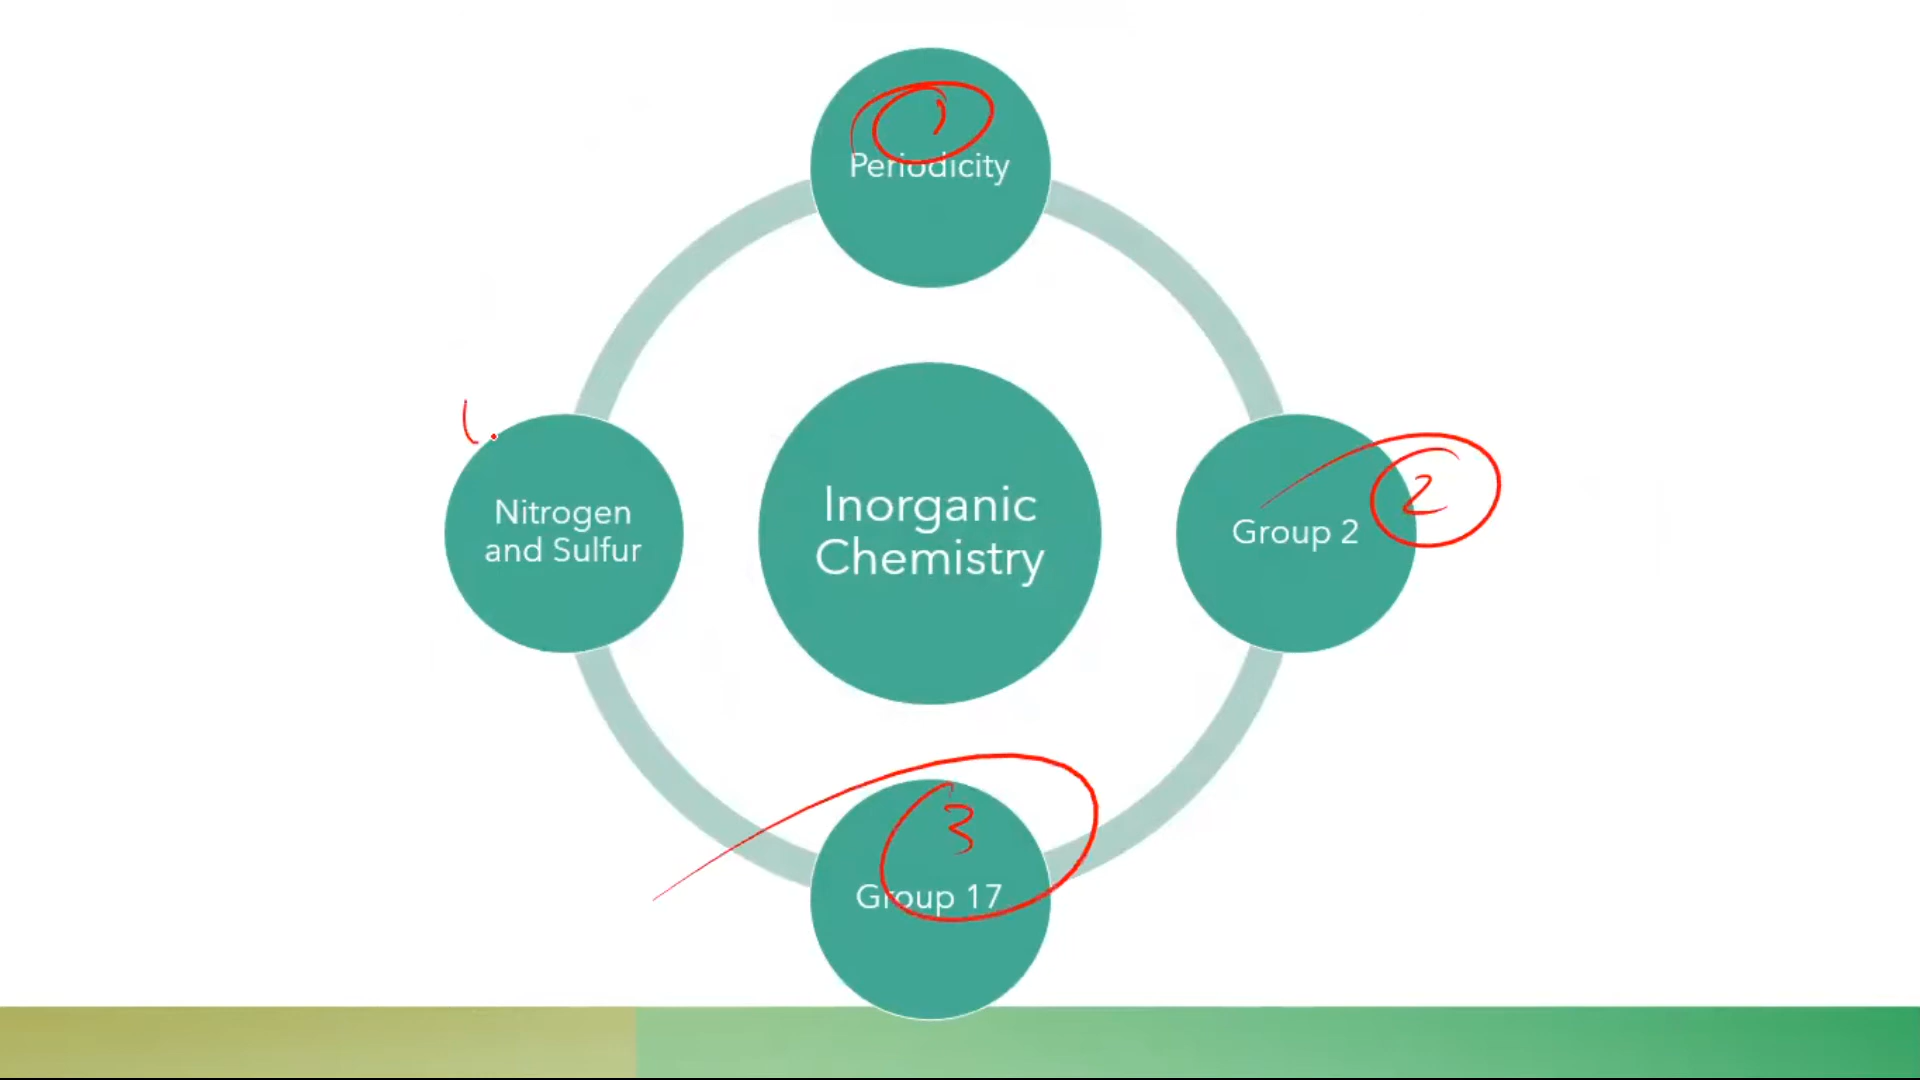 1
Periodicity
Nitrogen
and Sulfur
Inorganic
Chemistry
2
Group 2
3
Group 17